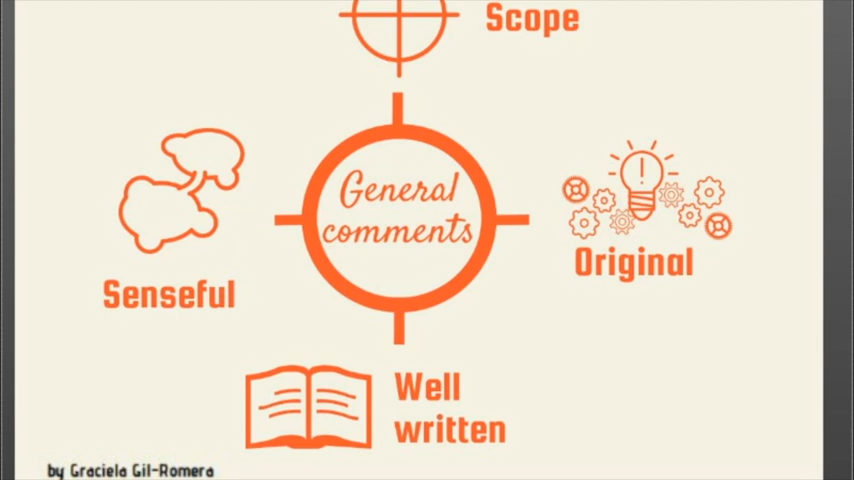 Scope
General
comments
Original
Senseful
Well
written
by Graciela Gil-Romera